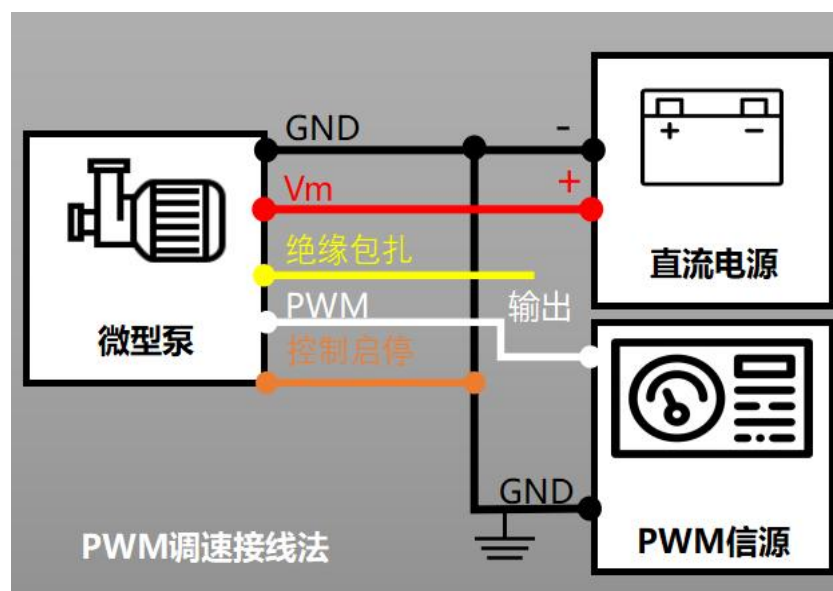 GND
-
Vm
+
绝缘包扎
直流电源
PWM
输出
微型泵
控制启停
GND
PWM调速接线法
PWM信源
+ -